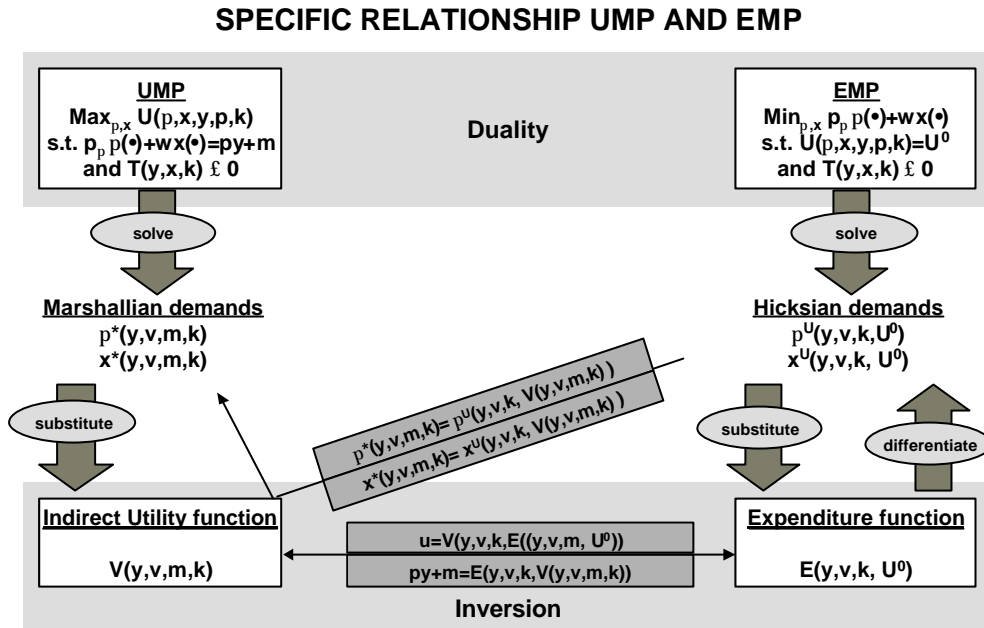 SPECIFIC RELATIONSHIP UMP AND EMP
UMP
Maxp,x U(p,x,y,p,k)
s.t. pp p(•)+wx(•)=py+m
and T(y,x,k) £ 0
Duality
EMP
Minp,x pp p(•)+wx(•)
s.t. U(p,x,y,p,k)=U⁰
and T(y,x,k) £ 0
solve
solve
Marshallian demands
p*(y,v,m,k)
x*(y,v,m,k)
Hicksian demands
pᵁ(y,v,k,U⁰)
xᵁ(y,v,k, U⁰)
p*(y,v,m,k)= pᵁ(y,v,k, V(y,v,m,k) )
x*(y,v,m,k)= xᵁ(y,v,k, V(y,v,m,k) )
substitute
substitute
differentiate
Indirect Utility function
V(y,v,m,k)
u=V(y,v,k,E((y,v,m, U⁰))
py+m=E(y,v,k,V(y,v,m,k))
Expenditure function
E(y,v,k, U⁰)
Inversion